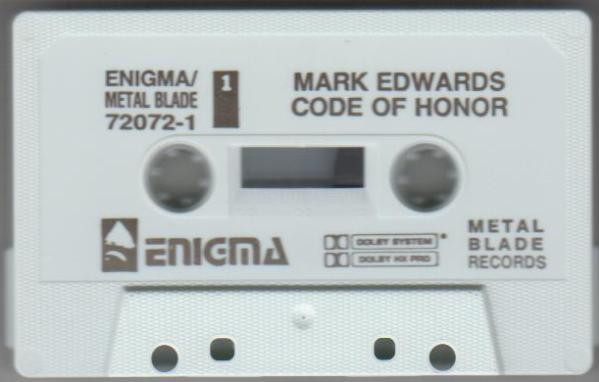 ENIGMA/
METAL BLADE
72072-1
1
MARK EDWARDS
CODE OF HONOR
ENIGMA
DOLBY SYSTEM *
DOLBY HX PRO
METAL
BLADE
RECORDS